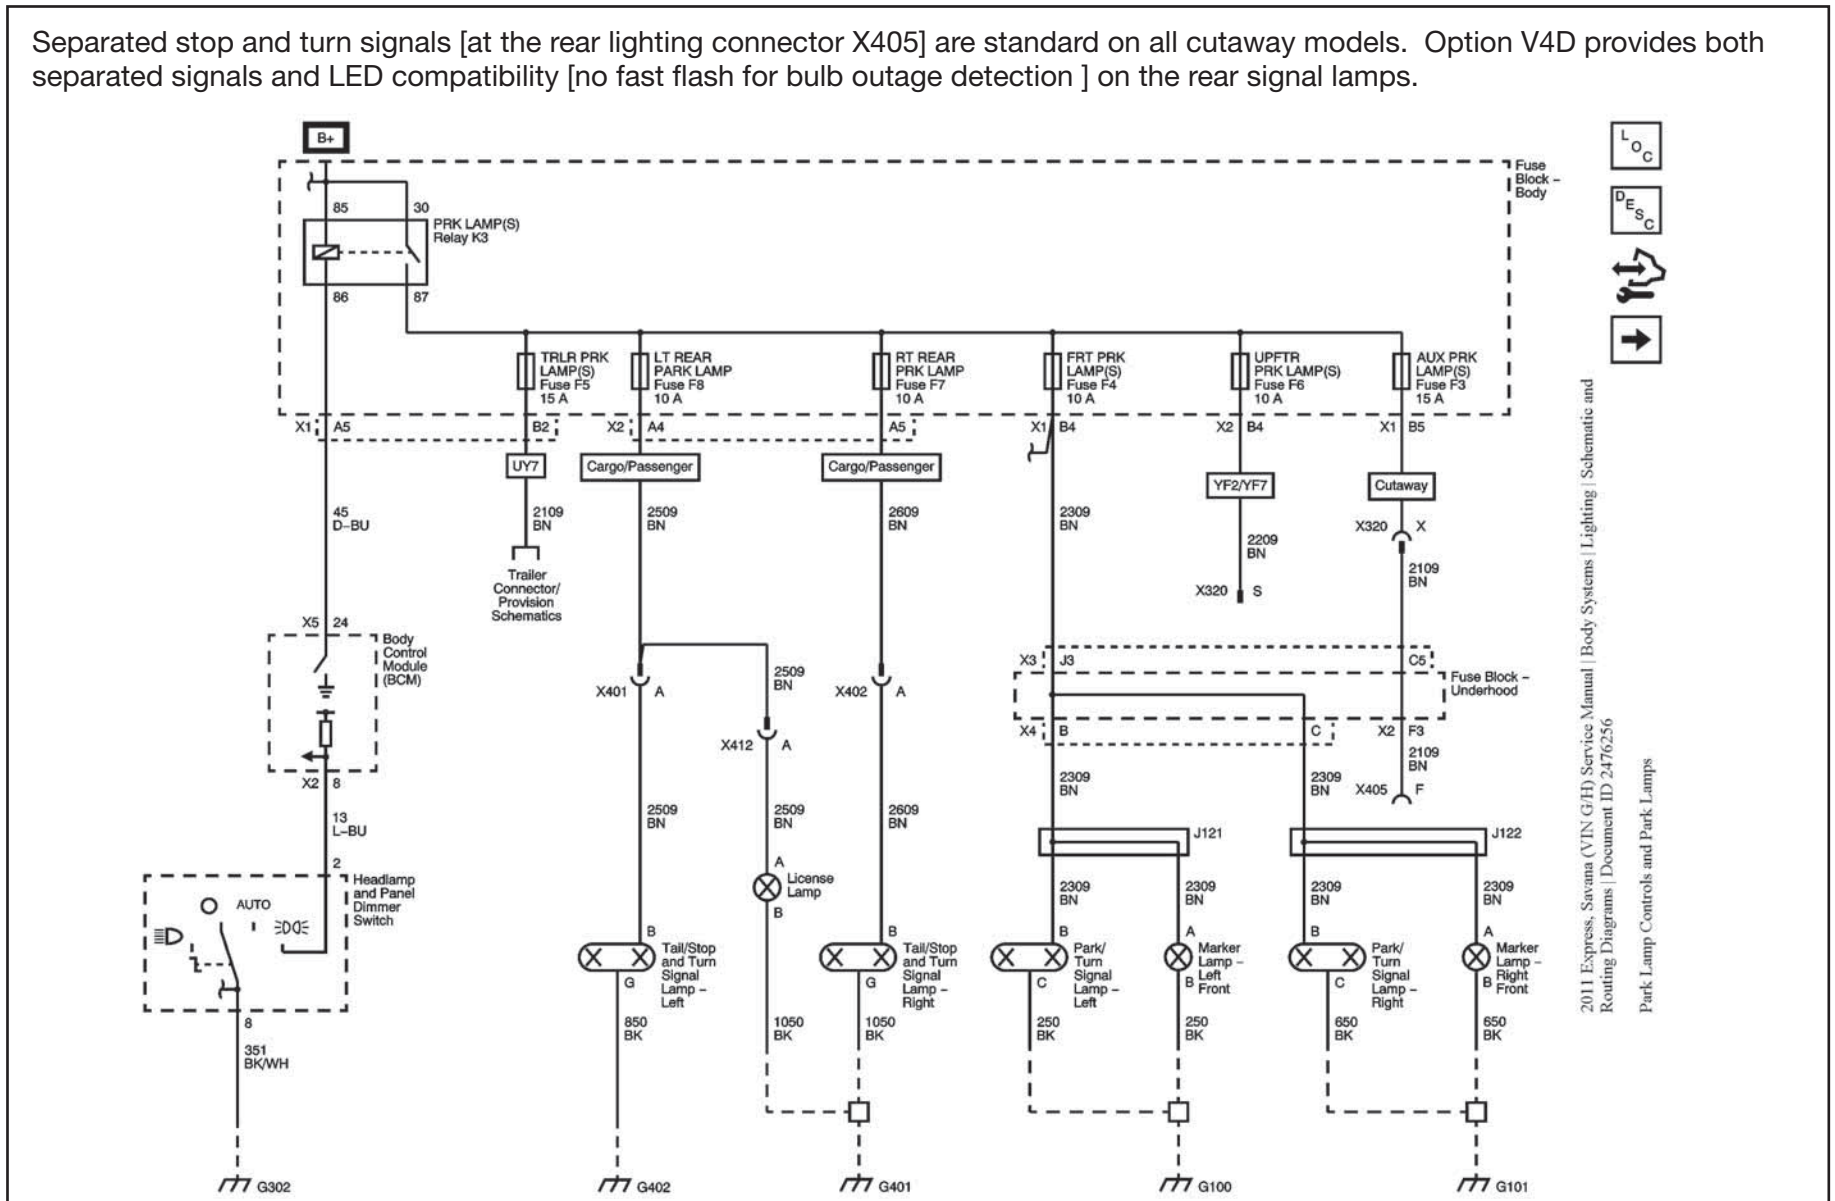 Separated stop and turn signals [at the rear lighting connector X405] are standard on all cutaway models.  Option V4D provides both
separated signals and LED compatibility [no fast flash for bulb outage detection ] on the rear signal lamps.
B+
L
O
C
D
E
S
C
Fuse
Block –
Body
85
30
PRK LAMP(S)
Relay K3
86
87
TRLR PRK
LAMP(S)
Fuse F5
15 A
LT REAR
PARK LAMP
Fuse F8
10 A
RT REAR
PRK LAMP
Fuse F7
10 A
FRT PRK
LAMP(S)
Fuse F4
10 A
UPFTR
PRK LAMP(S)
Fuse F6
10 A
AUX PRK
LAMP(S)
Fuse F3
15 A
X1
A5
B2
X2
A4
A5
X1
B4
X2
B4
X1
B5
UY7
Cargo/Passenger
Cargo/Passenger
YF2/YF7
Cutaway
45
D–BU
2109
BN
2509
BN
2609
BN
2309
BN
2209
BN
X320
X
2109
BN
Trailer
Connector/
Provision
Schematics
X320
S
X5
24
Body
Control
Module
(BCM)
X2
8
2509
BN
X401
A
X402
A
X412
A
X3
J3
C5
Fuse Block –
Underhood
X4
B
C
X2
F3
2109
BN
X405
F
13
L–BU
2509
BN
2509
BN
2609
BN
2309
BN
2309
BN
J121
J122
2
Headlamp
and Panel
Dimmer
Switch
AUTO
A
License
Lamp
B
2309
BN
2309
BN
2309
BN
2309
BN
B
Tail/Stop
and Turn
Signal
Lamp –
Left
G
B
Tail/Stop
and Turn
Signal
Lamp –
Right
G
B
Park/
Turn
Signal
Lamp –
Left
C
A
Marker
Lamp –
Left
Front
B
B
Park/
Turn
Signal
Lamp –
Right
C
A
Marker
Lamp –
Right
Front
B
8
351
BK/WH
850
BK
1050
BK
1050
BK
250
BK
250
BK
650
BK
650
BK
G302
G402
G401
G100
G101
2011 Express, Savana (VIN G/H) Service Manual | Body Systems | Lighting | Schematic and
Routing Diagrams | Document ID 2476256
Park Lamp Controls and Park Lamps